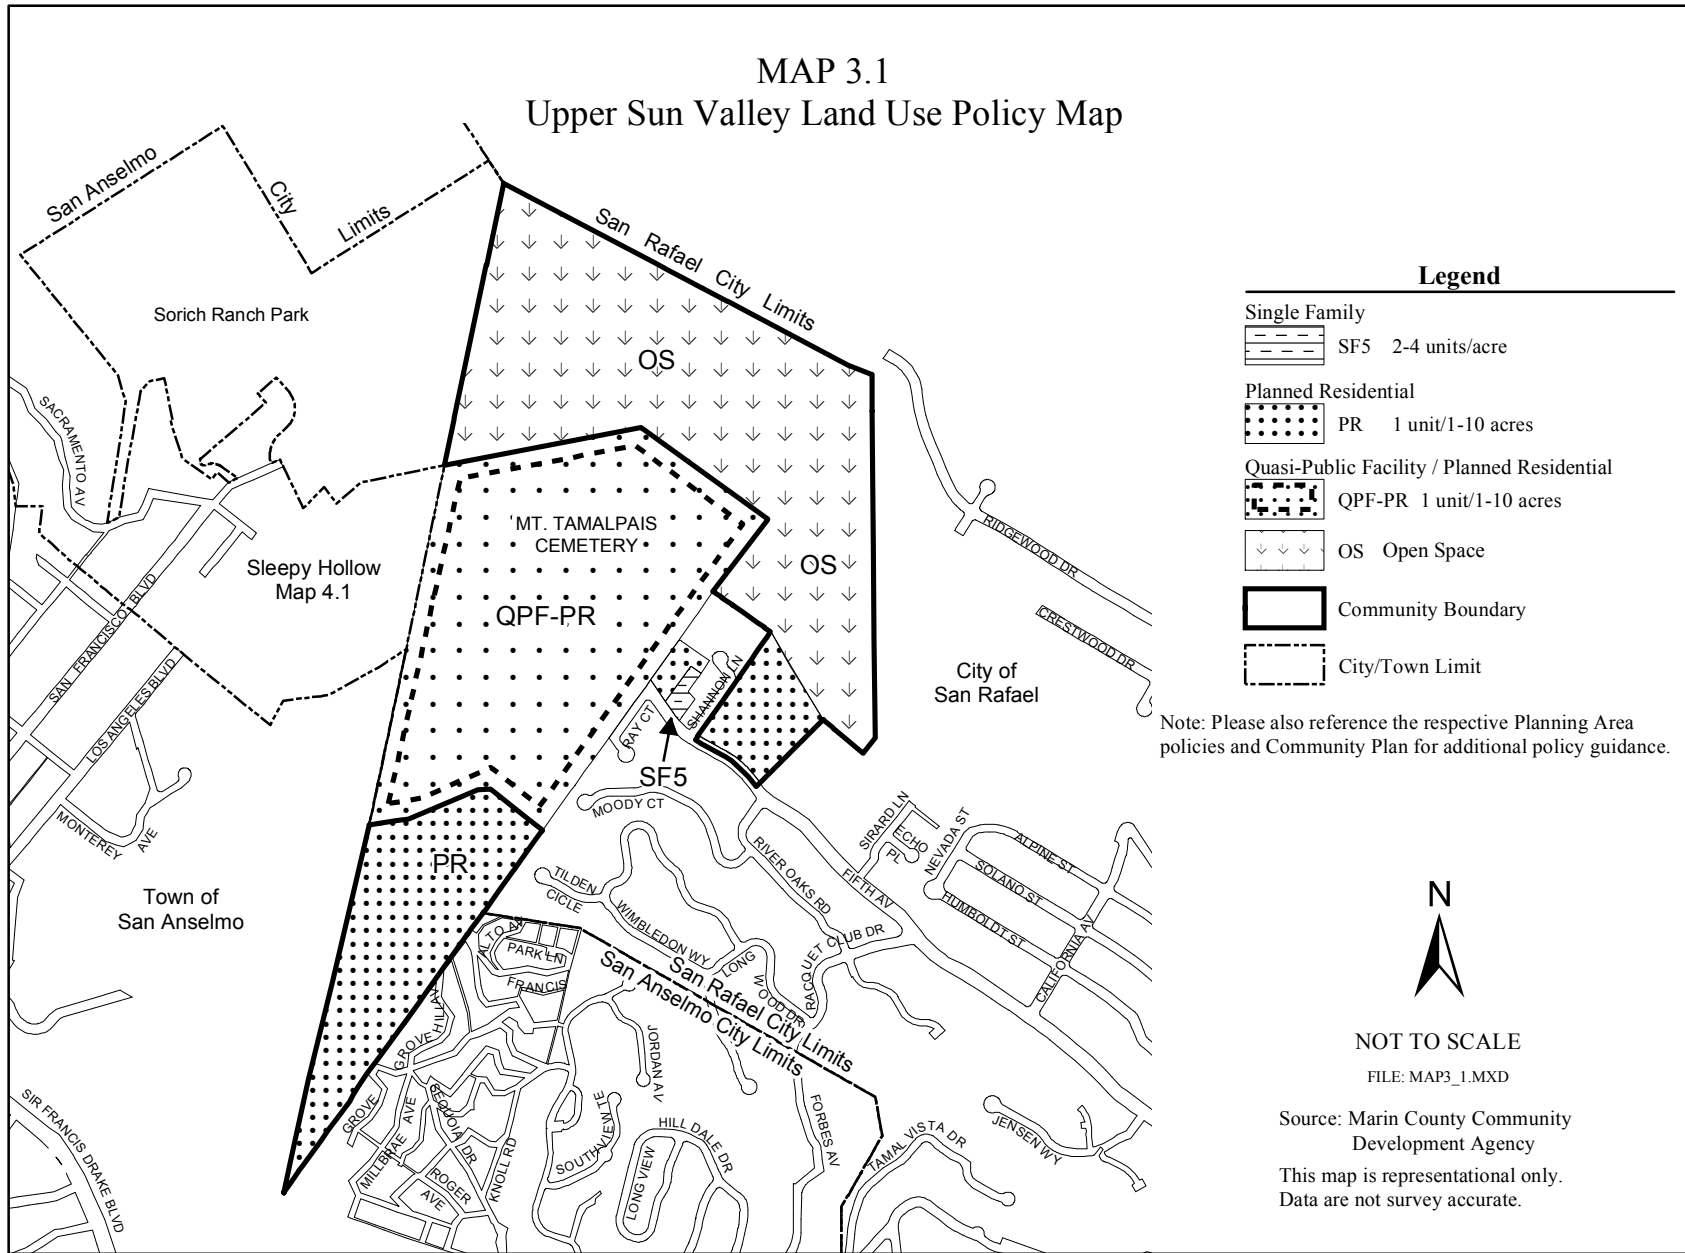 MAP 3.1
Upper Sun Valley Land Use Policy Map
San Anselmo
City
Limits
San Rafael City Limits
Sorich Ranch Park
OS
SACRAMENTO AV
MT. TAMALPAIS
CEMETERY
Sleepy Hollow
Map 4.1
SAN FRANCISCO BLVD
LOS ANGELES BLVD
QPF-PR
OS
RIDGEWOOD DR
CRESTWOOD DR
City of
San Rafael
SHANNON LN
RAY CT
SF5
MOODY CT
MONTEREY
AVE
PR
Town of
San Anselmo
TILDEN
CICLE
WIMBLEDON WY
RIVER OAKS RD
FIFTH AV
SIRARD LN
ECHO
PL
NEVADA ST
ALPINE ST
SOLANO ST
HUMBOLDT ST
CALIFORNIA AV
RACQUET CLUB DR
LONG
WOOD DR
ALTO AV
PARK LN
FRANCIS
San Rafael City Limits
San Anselmo City Limits
GROVE
GROVE
MILLBRAE AVE
SEQUOIA DR
ROGER
AVE
KNOLL RD
JORDAN AV
SOUTHVIEW TE
LONG VIEW
HILL DALE DR
FORBES AV
TAMAL VISTA DR
JENSEN WY
SIR FRANCIS DRAKE BLVD
Legend
Single Family
SF5 2-4 units/acre
Planned Residential
PR 1 unit/1-10 acres
Quasi-Public Facility / Planned Residential
QPF-PR 1 unit/1-10 acres
OS Open Space
Community Boundary
City/Town Limit
Note: Please also reference the respective Planning Area
policies and Community Plan for additional policy guidance.
N
NOT TO SCALE
FILE: MAP3_1.MXD
Source: Marin County Community
Development Agency
This map is representational only.
Data are not survey accurate.